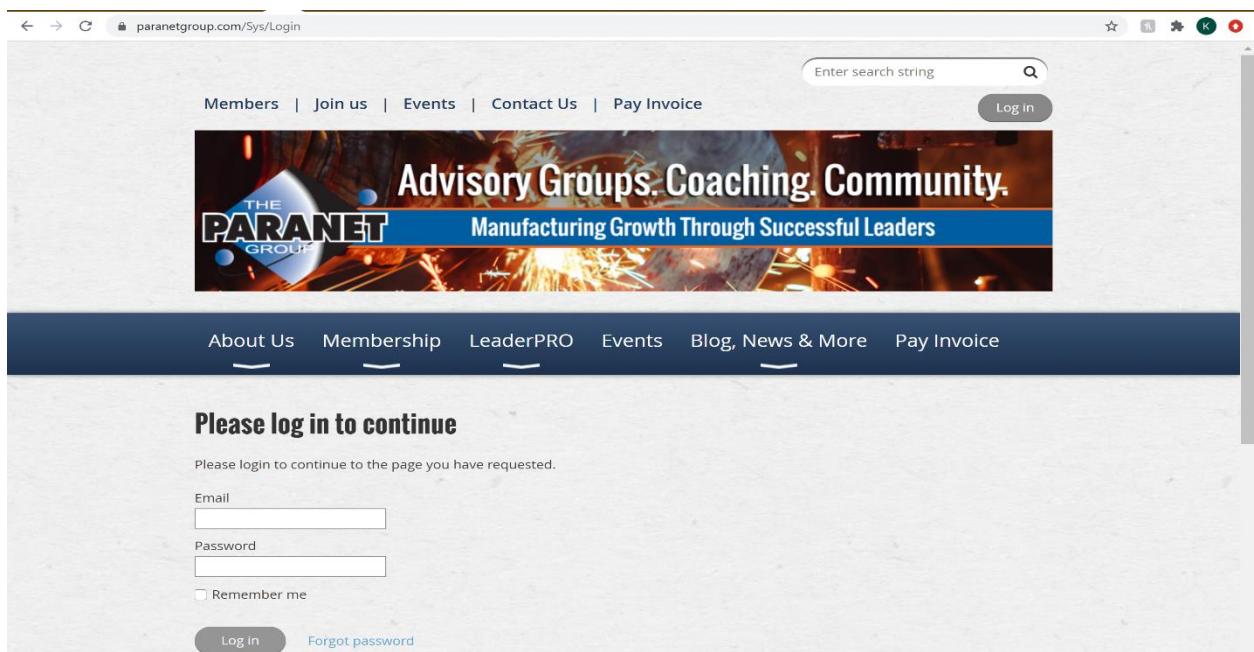 paranetgroup.com/Sys/Login
K
Enter search string
Members | Join us | Events | Contact Us | Pay Invoice
Log in
THE
PARANET
GROUP
Advisory Groups. Coaching. Community.
Manufacturing Growth Through Successful Leaders
About Us Membership LeaderPRO Events Blog, News & More Pay Invoice
Please log in to continue
Please login to continue to the page you have requested.
Email
Password
Remember me
Log in Forgot password